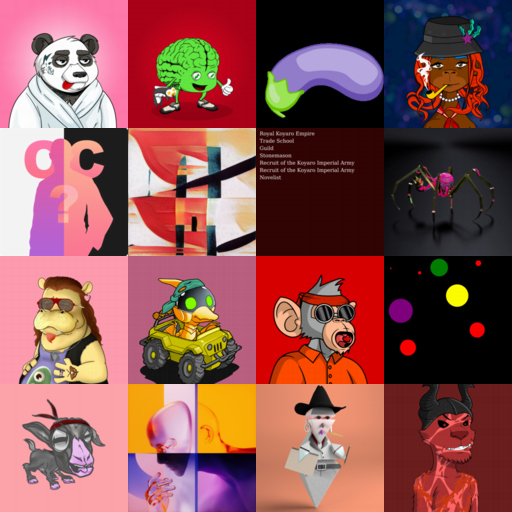 OC
?
Royal Koyaro Empire
Trade School
Guild
Stonemason
Recruit of the Koyaro Imperial Army
Recruit of the Koyaro Imperial Army
Novelist